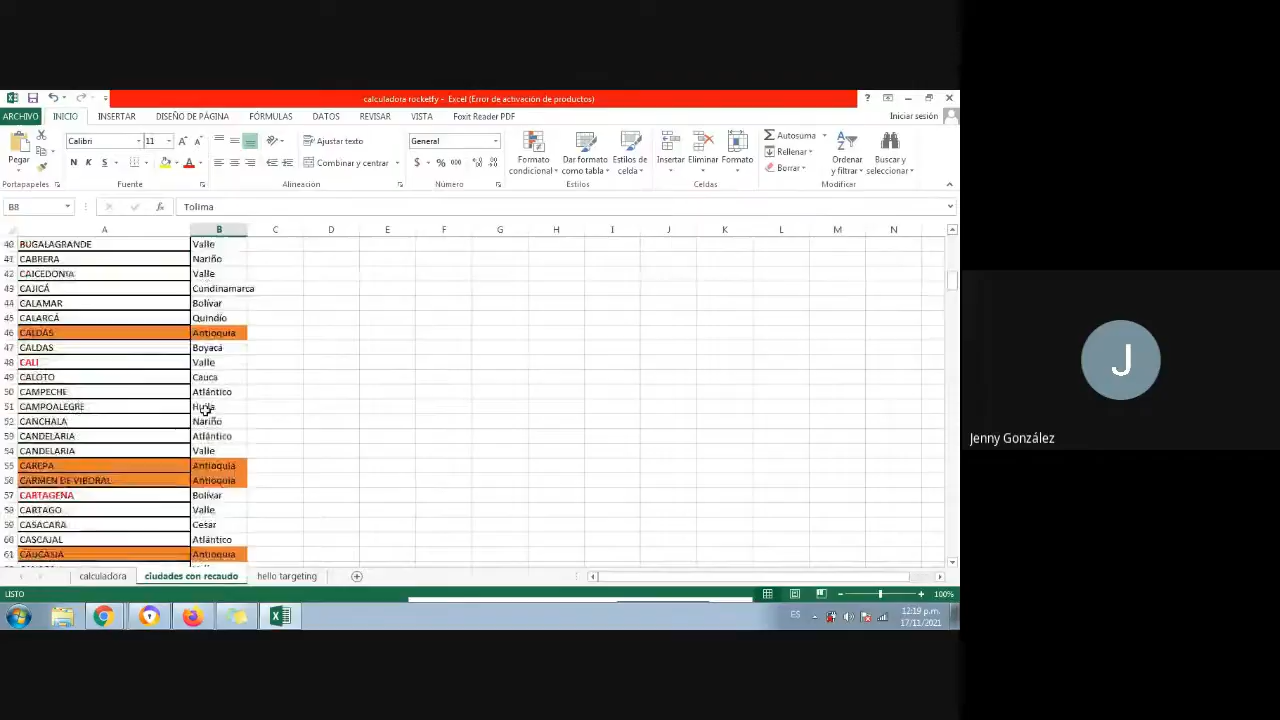 calculadora rocketfy - Excel (Error de activación de productos)
ARCHIVO INICIO INSERTAR DISEÑO DE PÁGINA FÓRMULAS DATOS REVISAR VISTA Foxit Reader PDF Iniciar sesión
Pegar
Calibri 11
N K S
Ajustar texto
Combinar y centrar
General
$ % 000
Formato condicional
Dar formato como tabla
Estilos de celda
Insertar
Eliminar
Formato
Autosuma
Rellenar
Borrar
Ordenar y filtrar
Buscar y seleccionar
Portapapeles Fuente Alineación Número Estilos Celdas Modificar
B8 fx Tolima
A B C D E F G H I J K L M N
40 BUGALAGRANDE Valle
41 CABRERA Nariño
42 CAICEDONIA Valle
43 CAJICÁ Cundinamarca
44 CALAMAR Bolívar
45 CALARCÁ Quindío
46 CALDAS Antioquia
47 CALDAS Boyacá
48 CALI Valle
49 CALOTO Cauca
50 CAMPECHE Atlántico
51 CAMPOALEGRE Huila
52 CANCHALA Nariño
53 CANDELARIA Atlántico
54 CANDELARIA Valle
55 CAREPA Antioquia
56 CARMEN DE VIBORAL Antioquia
57 CARTAGENA Bolívar
58 CARTAGO Valle
59 CASACARA Cesar
60 CASCAJAL Atlántico
61 CAUCASIA Antioquia
calculadora ciudades con recaudo hello targeting
LISTO 100%
ES 12:19 p.m.
17/11/2021
J
Jenny González